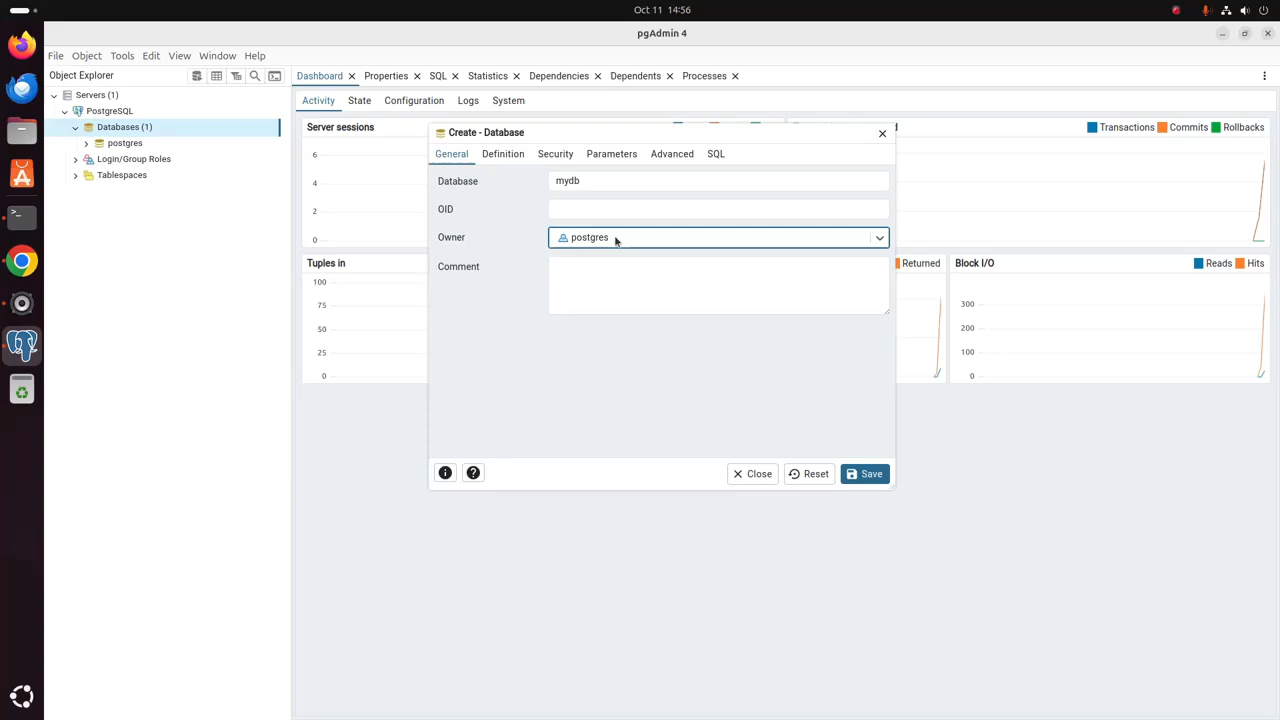 Oct 11 14:56
pgAdmin 4
File Object Tools Edit View Window Help
Object Explorer
Dashboard Properties SQL Statistics Dependencies Dependents Processes
Servers (1)
PostgreSQL
Databases (1)
postgres
Login/Group Roles
Tablespaces
Activity State Configuration Logs System
Server sessions
Transactions Commits Rollbacks
6
4
2
0
Tuples in
100
75
50
25
0
Returned
Block I/O
Reads Hits
300
200
100
0
Create - Database
General Definition Security Parameters Advanced SQL
Database mydb
OID
Owner postgres
Comment
Close Reset Save